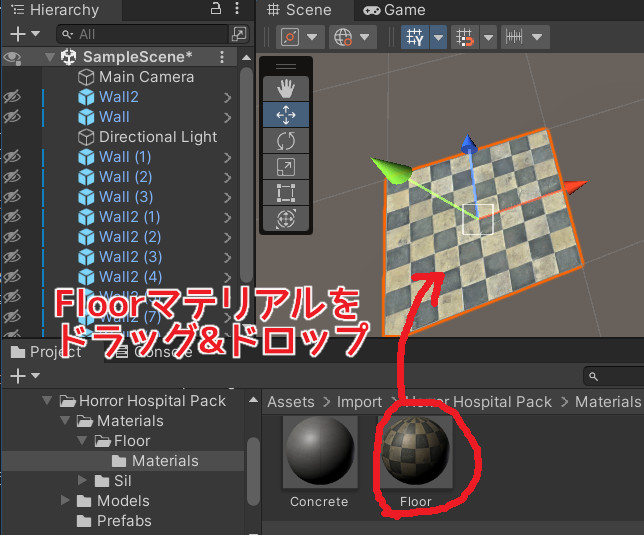 Hierarchy
All
SampleScene*
Main Camera
Wall2
Wall
Directional Light
Wall (1)
Wall (2)
Wall (3)
Wall2 (1)
Wall2 (2)
Wall2 (3)
Wall2 (4)
Wall2 (7)
Scene
Game
Y
Floorマテリアルを
ドラッグ&ドロップ
Project
Console
Horror Hospital Pack
Materials
Floor
Materials
Sil
Models
Prefabs
Assets > Import > Horror Hospital Pack > Materials
Concrete
Floor